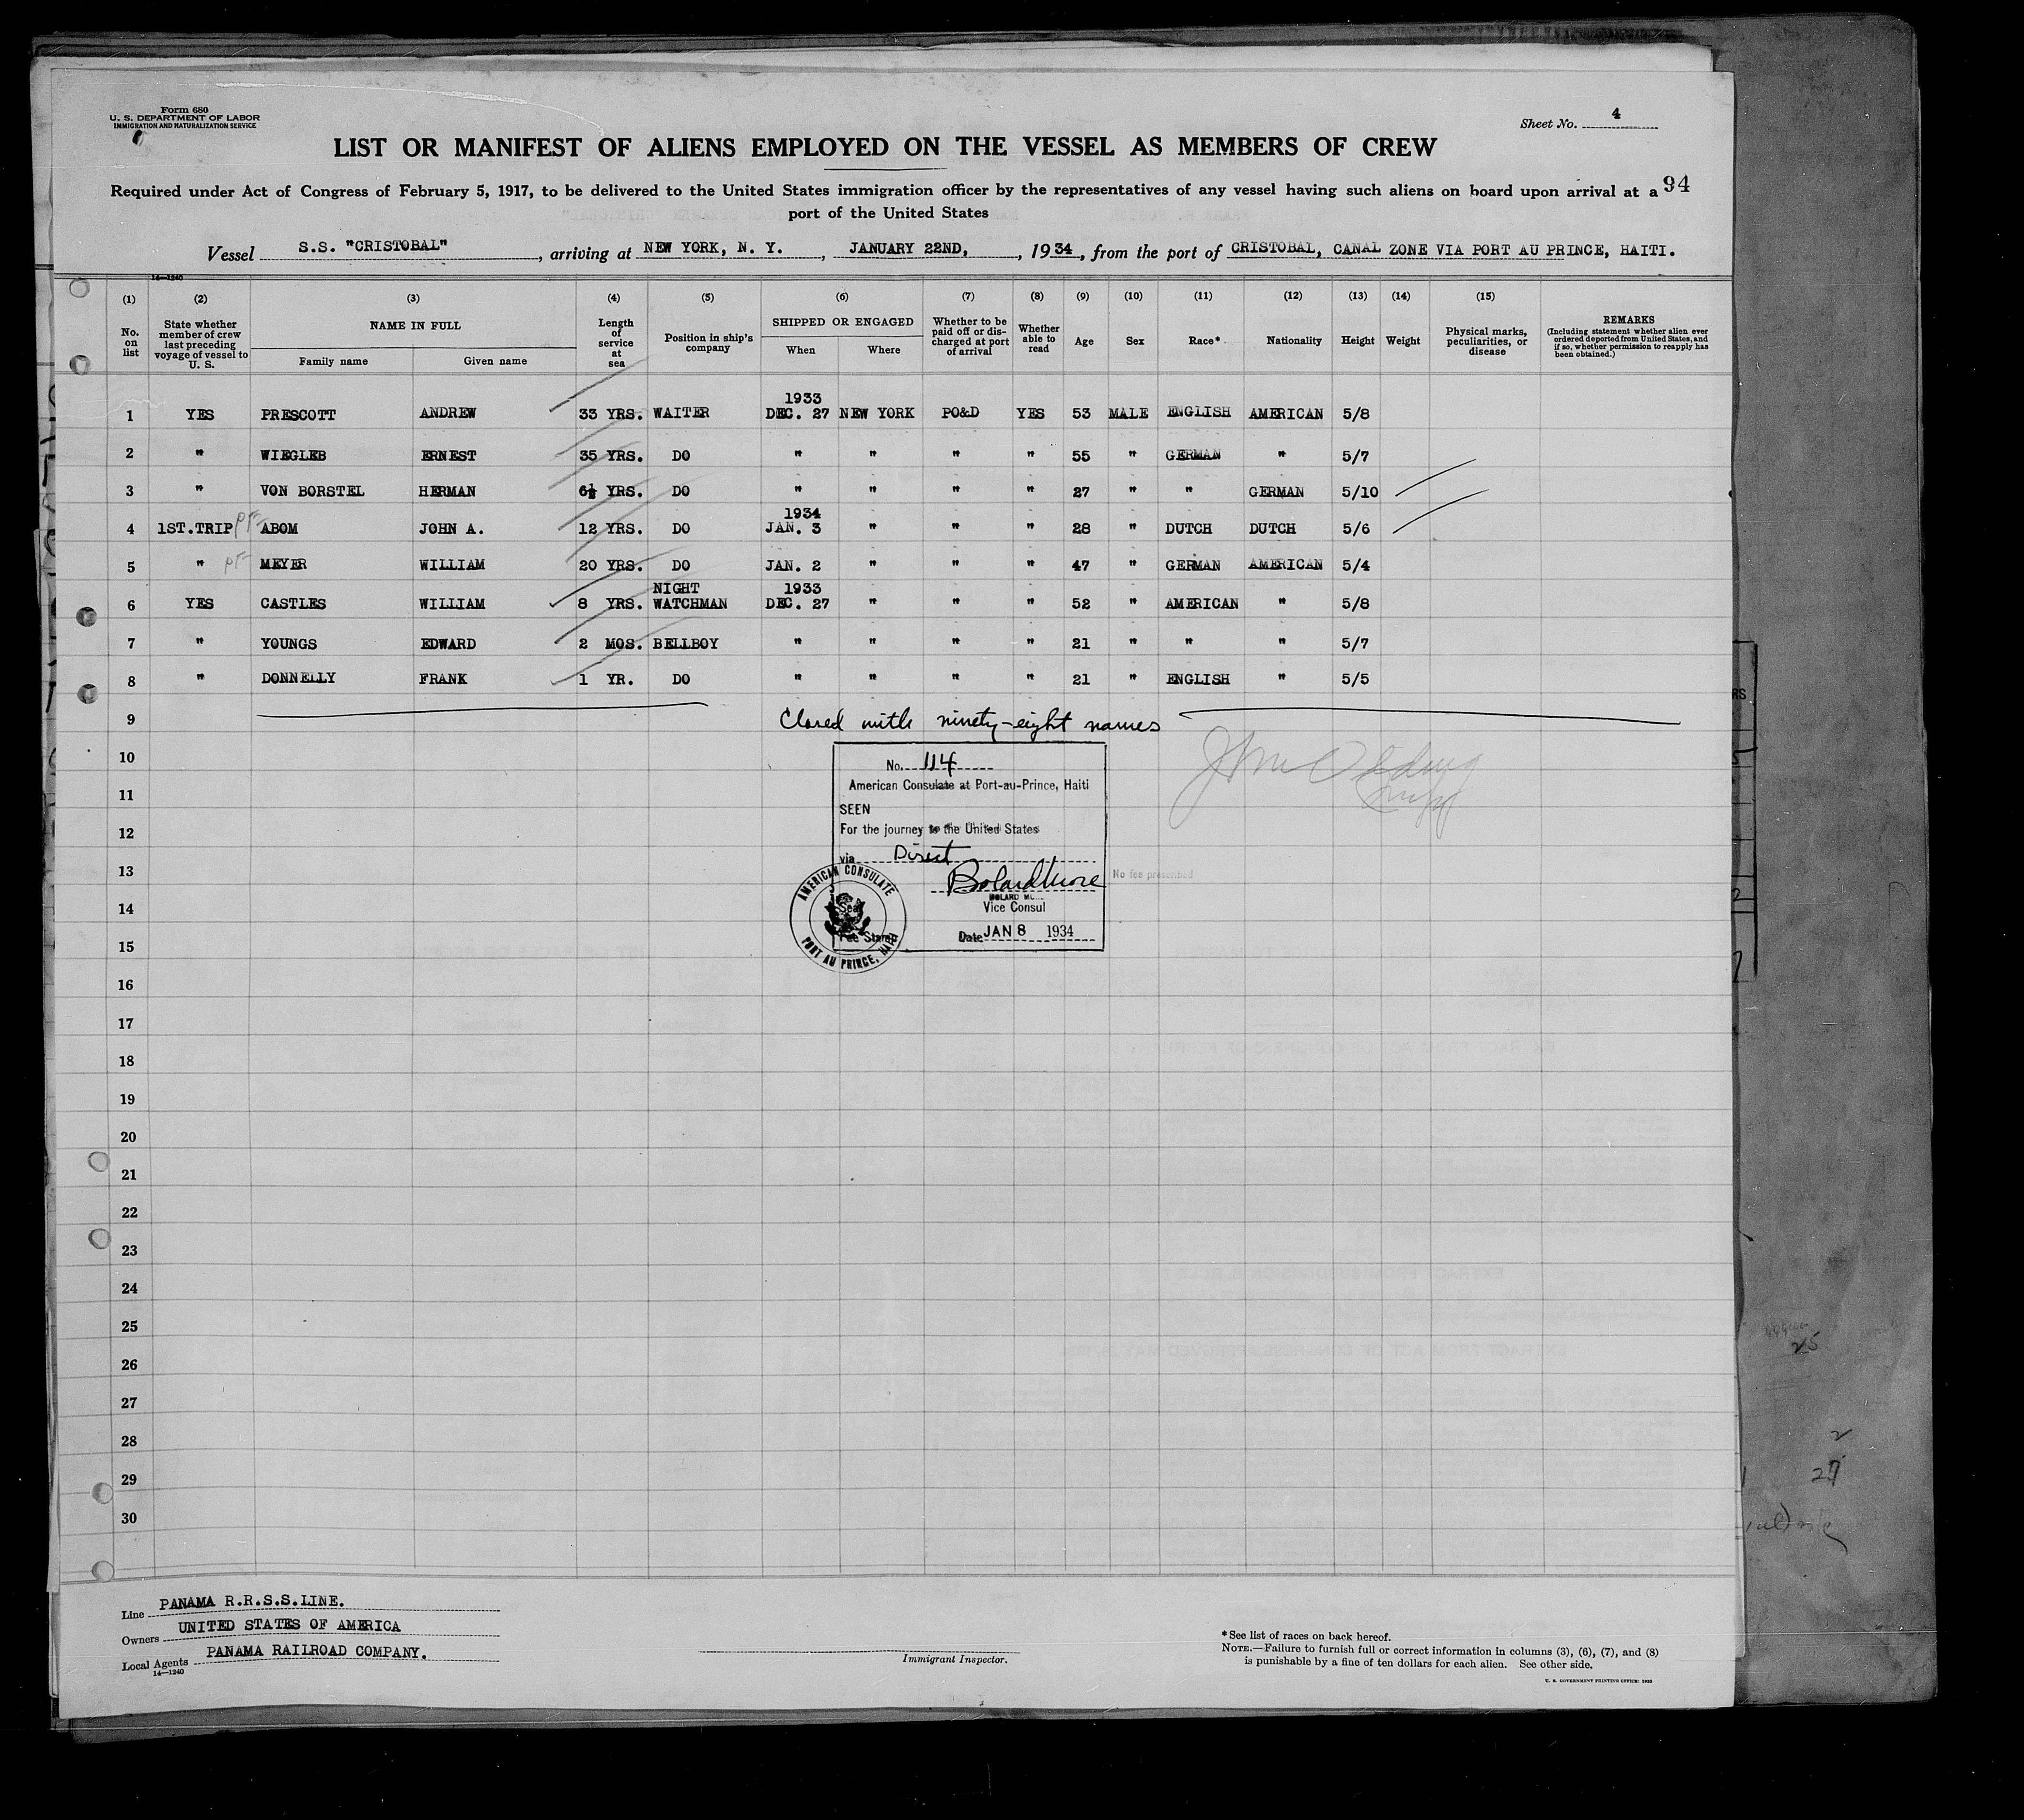 Form 680
U. S. DEPARTMENT OF LABOR
IMMIGRATION AND NATURALIZATION SERVICE
Sheet No. 4
LIST OR MANIFEST OF ALIENS EMPLOYED ON THE VESSEL AS MEMBERS OF CREW
Required under Act of Congress of February 5, 1917, to be delivered to the United States immigration officer by the representatives of any vessel having such aliens on board upon arrival at a
port of the United States
94
Vessel S.S. "CRISTOBAL", arriving at NEW YORK, N. Y., JANUARY 22ND, , 1934, from the port of CRISTOBAL, CANAL ZONE VIA PORT AU PRINCE, HAITI.
14—1240
(1) (2) (3) (4) (5) (6) (7) (8) (9) (10) (11) (12) (13) (14) (15)
No. on list
State whether member of crew last preceding voyage of vessel to U. S.
NAME IN FULL
Family name Given name
Length of service at sea
Position in ship's company
SHIPPED OR ENGAGED
When Where
Whether to be paid off or discharged at port of arrival
Whether able to read
Age Sex Race* Nationality Height Weight
Physical marks, peculiarities, or disease
REMARKS
(Including statement whether alien ever ordered deported from United States, and if so, whether permission to reapply has been obtained.)
1 YES PRESCOTT ANDREW 33 YRS. WAITER 1933 DEC. 27 NEW YORK PO&D YES 53 MALE ENGLISH AMERICAN 5/8
2 " WIEGLEB ERNEST 35 YRS. DO " " " " 55 " GERMAN " 5/7
3 " VON BORSTEL HERMAN 6½ YRS. DO " " " " 27 " " GERMAN 5/10
4 1ST.TRIP ABOM JOHN A. 12 YRS. DO 1934 JAN. 3 " " " 28 " DUTCH DUTCH 5/6
5 " MEYER WILLIAM 20 YRS. DO JAN. 2 " " " 47 " GERMAN AMERICAN 5/4
6 YES CASTLES WILLIAM 8 YRS. NIGHT WATCHMAN 1933 DEC. 27 " " " 52 " AMERICAN " 5/8
7 " YOUNGS EDWARD 2 MOS. BELLBOY " " " " 21 " " " 5/7
8 " DONNELLY FRANK 1 YR. DO " " " " 21 " ENGLISH " 5/5
9 Closed with ninety-eight names
10
11
12
13
14
15
16
17
18
19
20
21
22
23
24
25
26
27
28
29
30
No. 114
American Consulate at Port-au-Prince, Haiti
SEEN
For the journey to the United States
via Direct
No fee prescribed
Vice Consul
Date JAN 8 1934
Seal
Fee Stamp
AMERICAN CONSULATE
PORT AU PRINCE, HAITI
Line PANAMA R.R.S.S.LINE.
Owners UNITED STATES OF AMERICA
Local Agents PANAMA RAILROAD COMPANY.
14—1240
Immigrant Inspector.
*See list of races on back hereof.
NOTE.—Failure to furnish full or correct information in columns (3), (6), (7), and (8)
is punishable by a fine of ten dollars for each alien. See other side.
U. S. GOVERNMENT PRINTING OFFICE: 1933
25
27